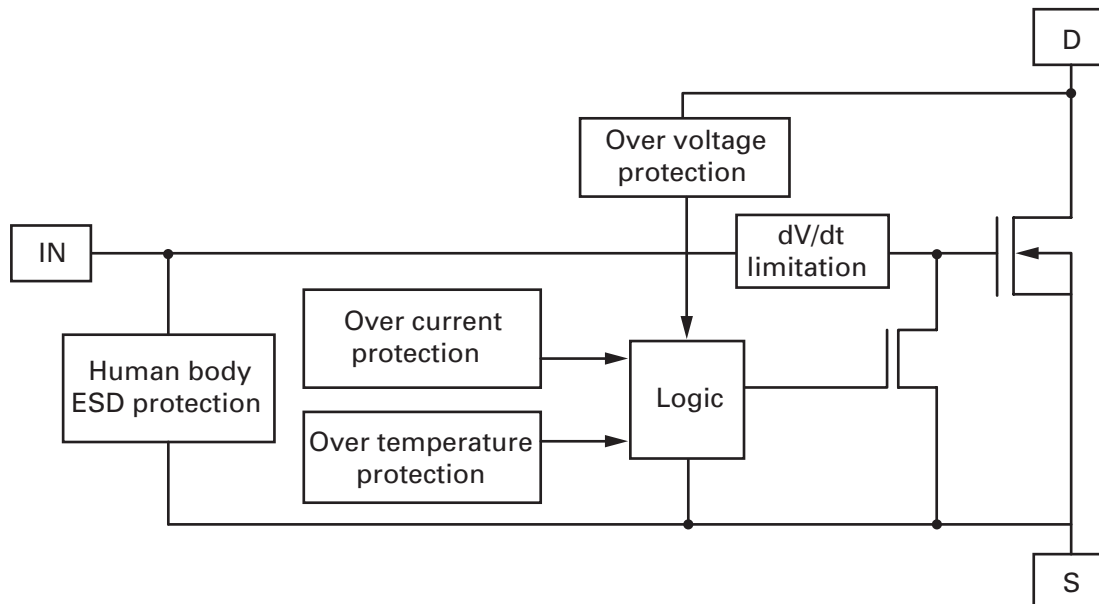 D
Over voltage
protection
IN
dV/dt
limitation
Over current
protection
Human body
ESD protection
Logic
Over temperature
protection
S